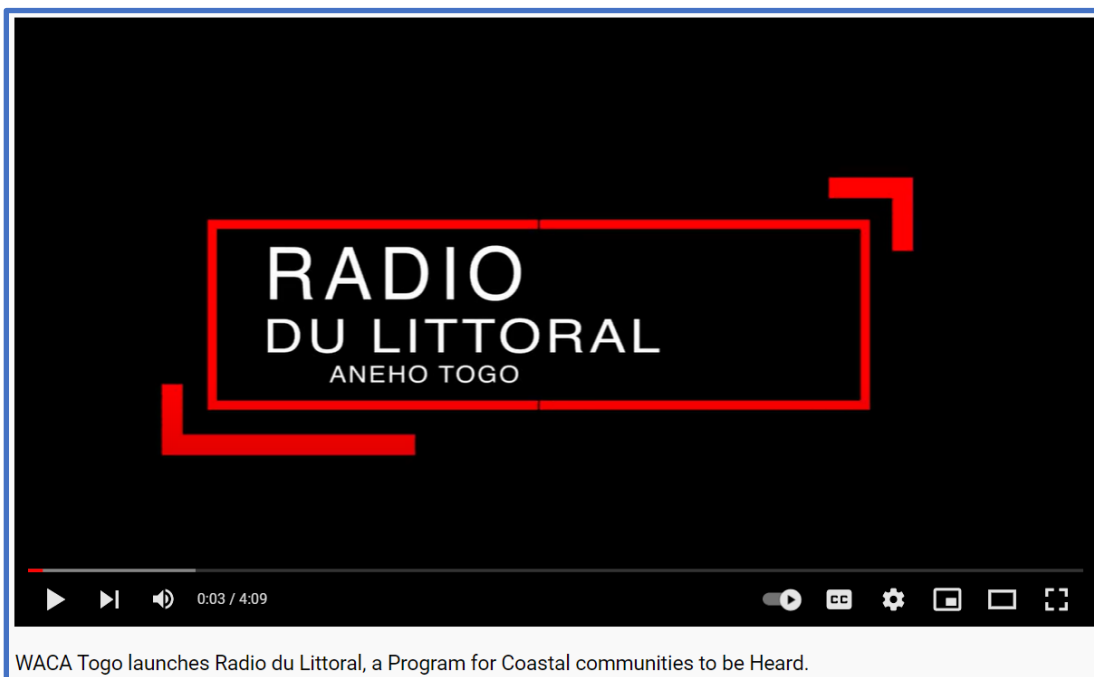 RADIO
DU LITTORAL
ANEHO TOGO
0:03 / 4:09
CC
WACA Togo launches Radio du Littoral, a Program for Coastal communities to be Heard.